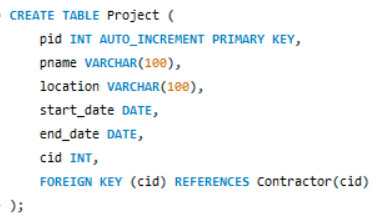 CREATE TABLE Project (
pid INT AUTO_INCREMENT PRIMARY KEY,
pname VARCHAR(100),
location VARCHAR(100),
start_date DATE,
end_date DATE,
cid INT,
FOREIGN KEY (cid) REFERENCES Contractor(cid)
);